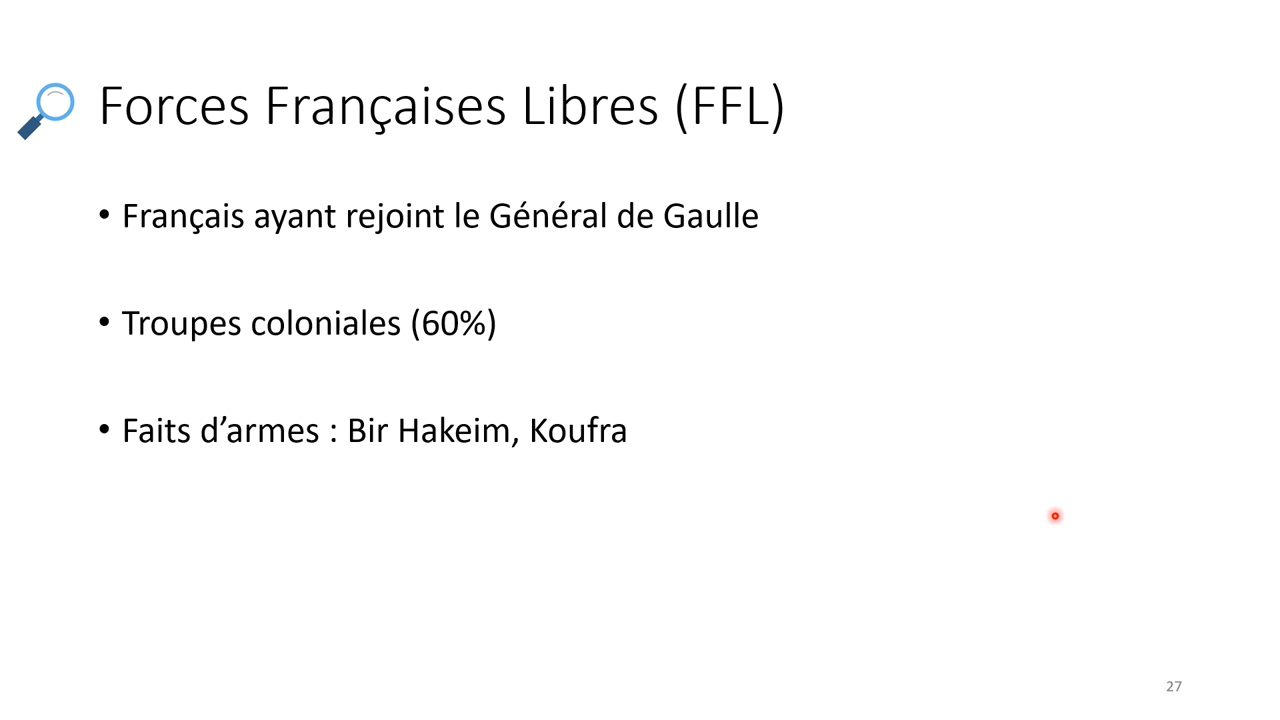 Forces Françaises Libres (FFL)
• Français ayant rejoint le Général de Gaulle
• Troupes coloniales (60%)
• Faits d’armes : Bir Hakeim, Koufra
27